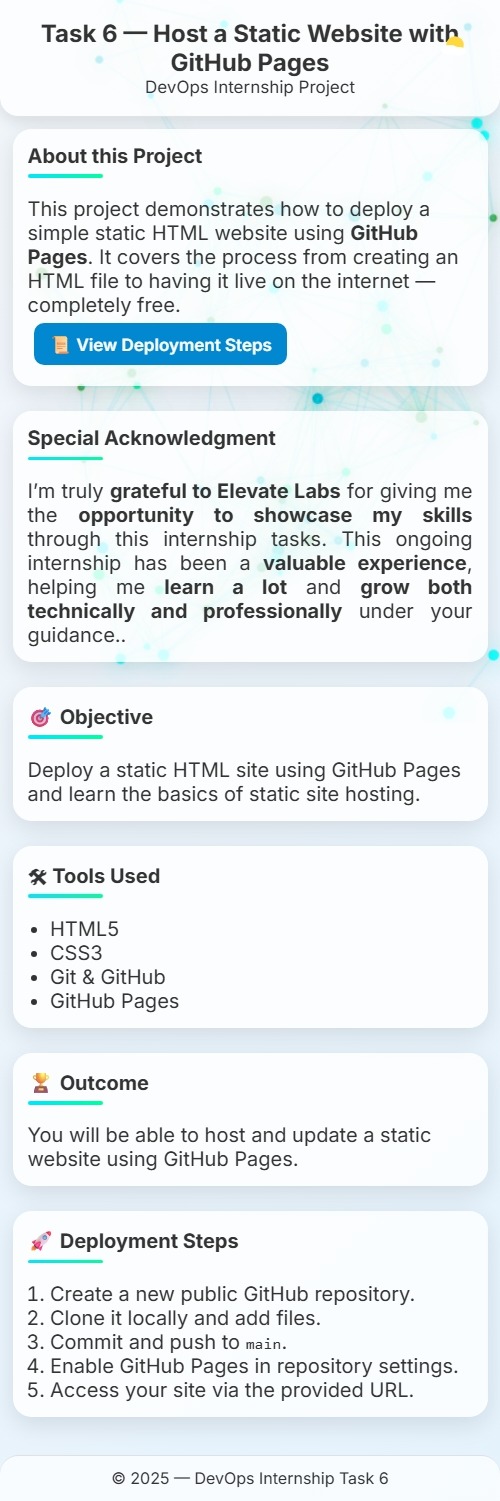 Task 6 — Host a Static Website with
GitHub Pages
DevOps Internship Project
About this Project
This project demonstrates how to deploy a
simple static HTML website using GitHub
Pages. It covers the process from creating an
HTML file to having it live on the internet —
completely free.
📜 View Deployment Steps
Special Acknowledgment
I’m truly grateful to Elevate Labs for giving me
the opportunity to showcase my skills
through this internship tasks. This ongoing
internship has been a valuable experience,
helping me learn a lot and grow both
technically and professionally under your
guidance..
🎯 Objective
Deploy a static HTML site using GitHub Pages
and learn the basics of static site hosting.
🛠 Tools Used
• HTML5
• CSS3
• Git & GitHub
• GitHub Pages
🏆 Outcome
You will be able to host and update a static
website using GitHub Pages.
🚀 Deployment Steps
1. Create a new public GitHub repository.
2. Clone it locally and add files.
3. Commit and push to main.
4. Enable GitHub Pages in repository settings.
5. Access your site via the provided URL.
© 2025 — DevOps Internship Task 6